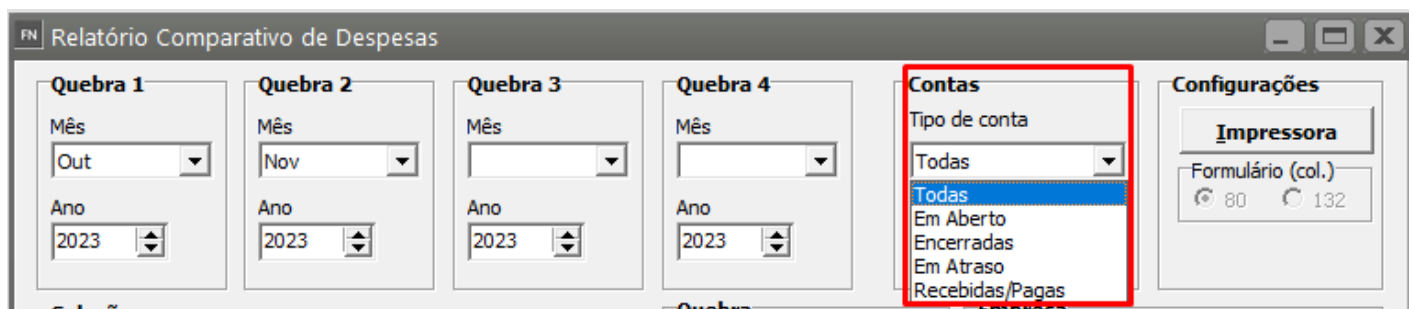 FN Relatório Comparativo de Despesas
Quebra 1
Mês
Out
Ano
2023
Quebra 2
Mês
Nov
Ano
2023
Quebra 3
Mês
Ano
2023
Quebra 4
Mês
Ano
2023
Contas
Tipo de conta
Todas
Todas
Em Aberto
Encerradas
Em Atraso
Recebidas/Pagas
Configurações
Impressora
Formulário (col.)
80 132
Quebra